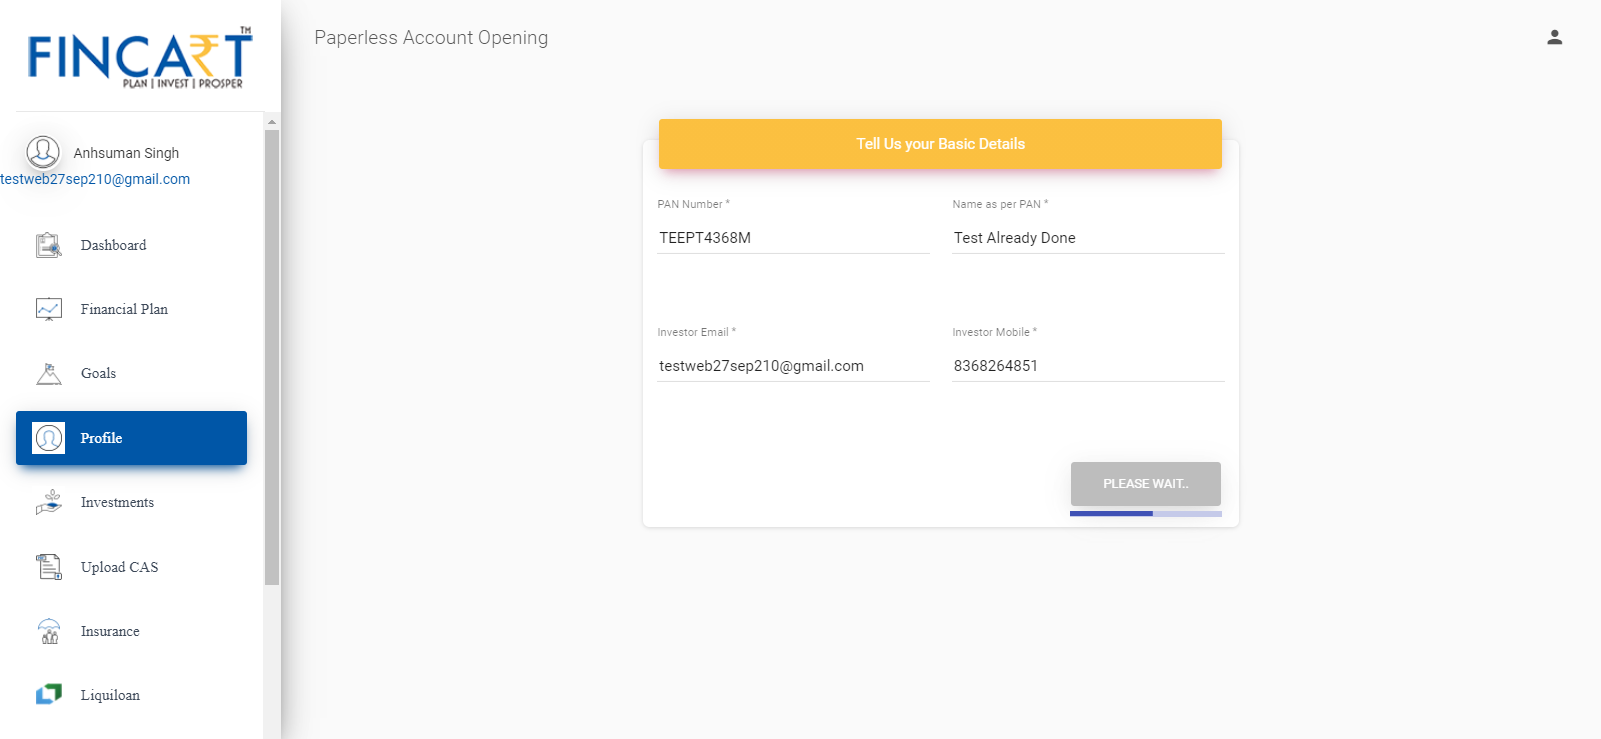 FINCART™
PLAN | INVEST | PROSPER
Paperless Account Opening
Anhsuman Singh
testweb27sep210@gmail.com
Dashboard
Financial Plan
Goals
Profile
Investments
Upload CAS
Insurance
Liquiloan
Tell Us your Basic Details
PAN Number *
Name as per PAN *
TEEPT4368M
Test Already Done
Investor Email *
Investor Mobile *
testweb27sep210@gmail.com
8368264851
PLEASE WAIT..